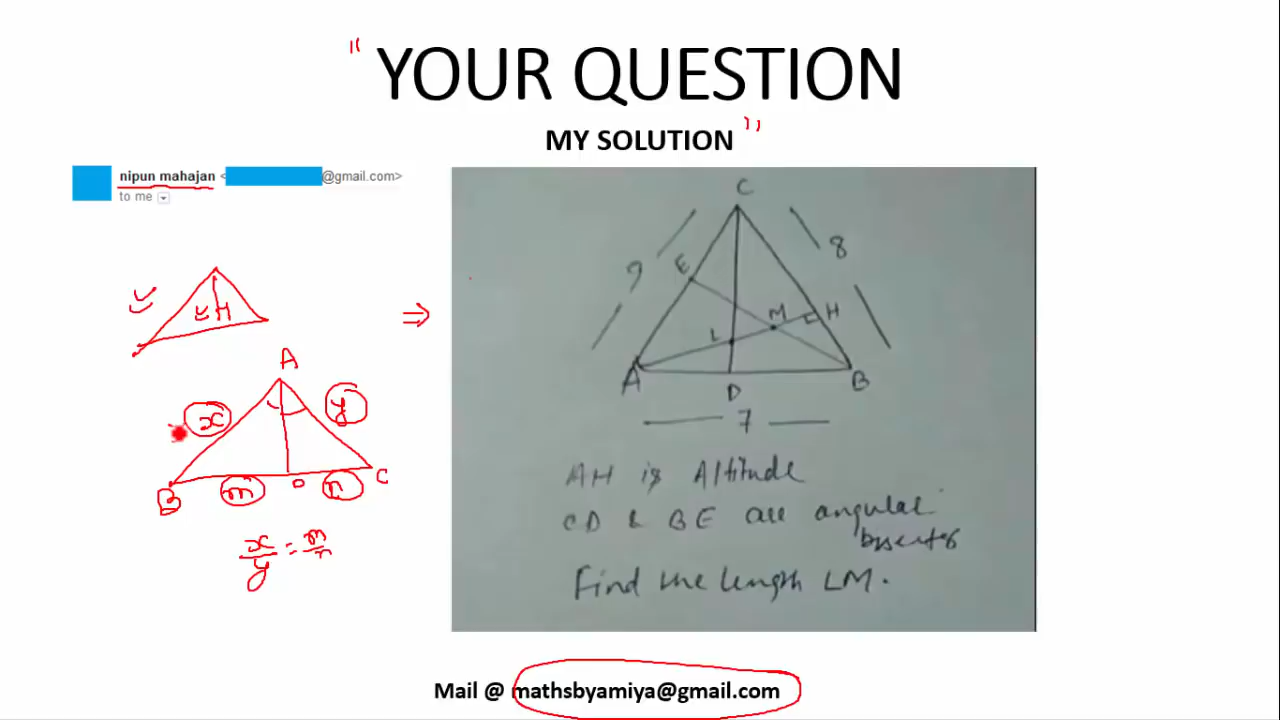 " YOUR QUESTION
MY SOLUTION "
nipun mahajan < @gmail.com>
to me
C
9
8
E
M
H
L
A
D
B
7
AH is Altitude
CD & BE are angular
bisector
Find the length LM.
H
⇒
A
x
y
B
m
D
n
C
x/y = m/n
Mail @ mathsbyamiya@gmail.com